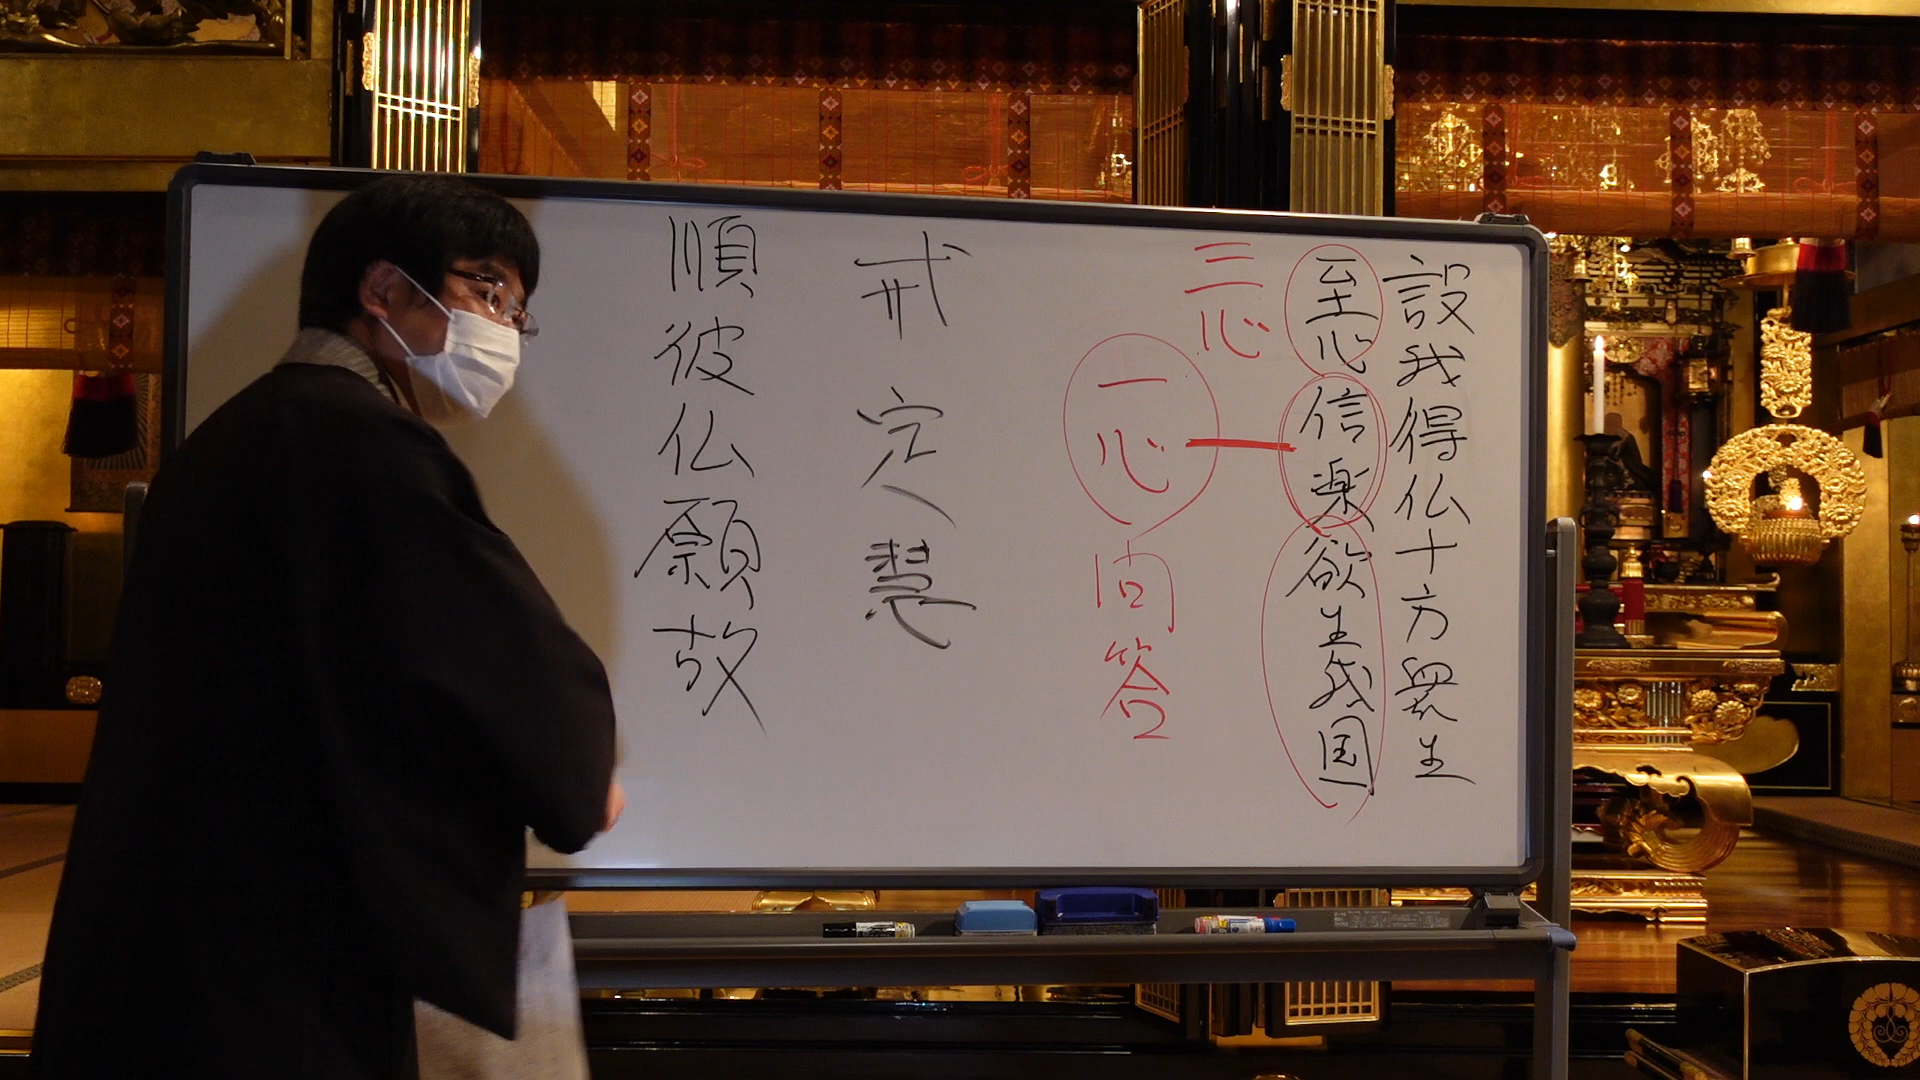 設我得仏十方衆生
至心信楽欲生我国
三心
一心問答
戒定慧
順彼仏願故